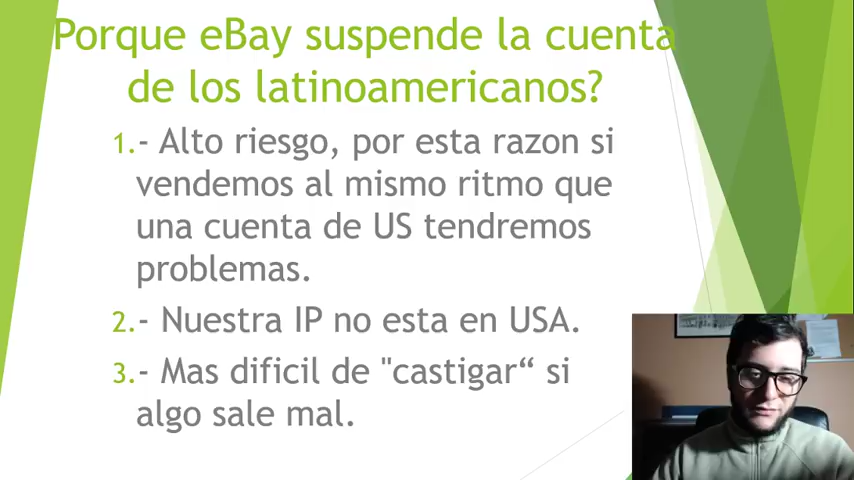 Porque eBay suspende la cuenta
de los latinoamericanos?
1.- Alto riesgo, por esta razon si
vendemos al mismo ritmo que
una cuenta de US tendremos
problemas.
2.- Nuestra IP no esta en USA.
3.- Mas dificil de "castigar“ si
algo sale mal.